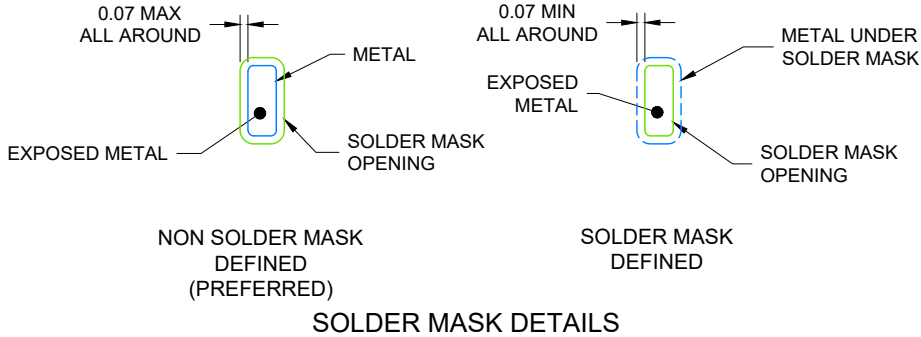 0.07 MAX
ALL AROUND
METAL
EXPOSED METAL
SOLDER MASK
OPENING
NON SOLDER MASK
DEFINED
(PREFERRED)
0.07 MIN
ALL AROUND
METAL UNDER
SOLDER MASK
EXPOSED
METAL
SOLDER MASK
OPENING
SOLDER MASK
DEFINED
SOLDER MASK DETAILS